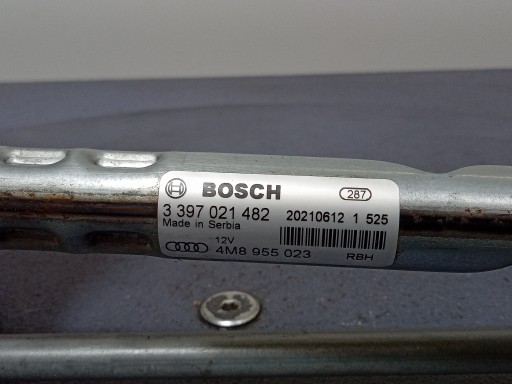 BOSCH 287
3 397 021 482 20210612 1 525
Made in Serbia
12V
4M8 955 023 RBH